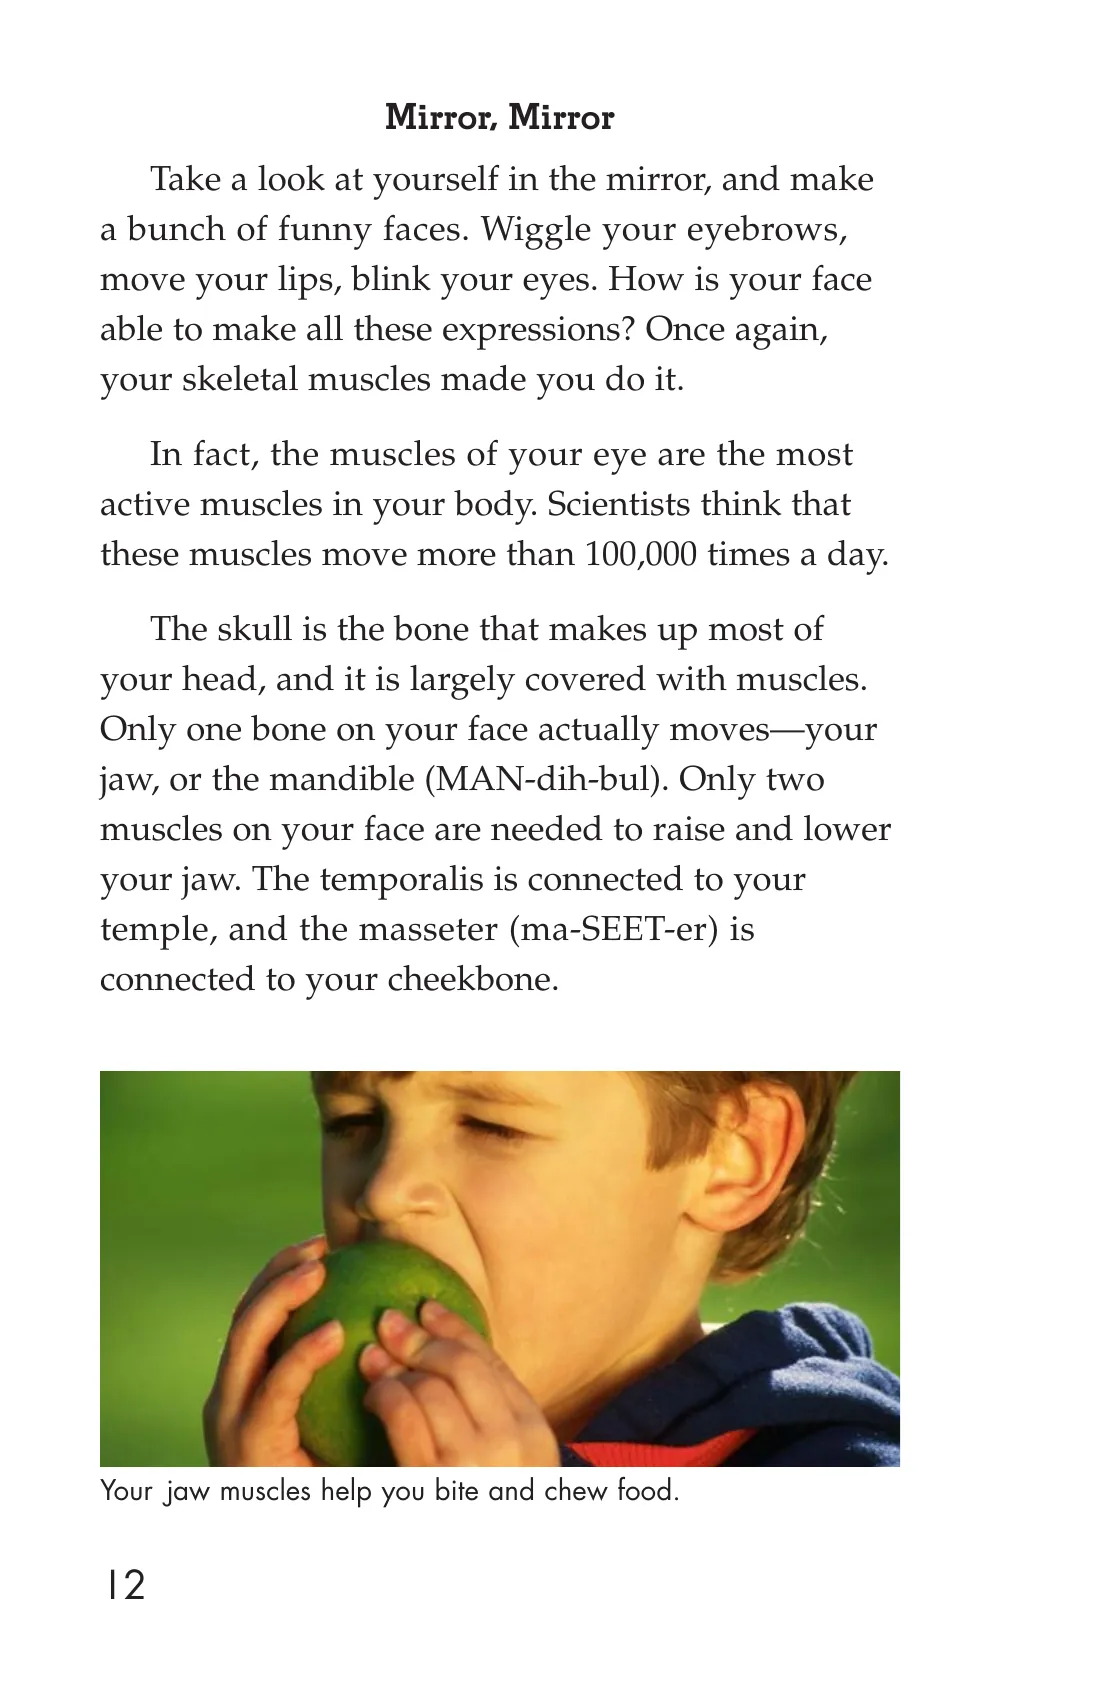 Mirror, Mirror
Take a look at yourself in the mirror, and make
a bunch of funny faces. Wiggle your eyebrows,
move your lips, blink your eyes. How is your face
able to make all these expressions? Once again,
your skeletal muscles made you do it.
In fact, the muscles of your eye are the most
active muscles in your body. Scientists think that
these muscles move more than 100,000 times a day.
The skull is the bone that makes up most of
your head, and it is largely covered with muscles.
Only one bone on your face actually moves—your
jaw, or the mandible (MAN-dih-bul). Only two
muscles on your face are needed to raise and lower
your jaw. The temporalis is connected to your
temple, and the masseter (ma-SEET-er) is
connected to your cheekbone.
Your jaw muscles help you bite and chew food.
12